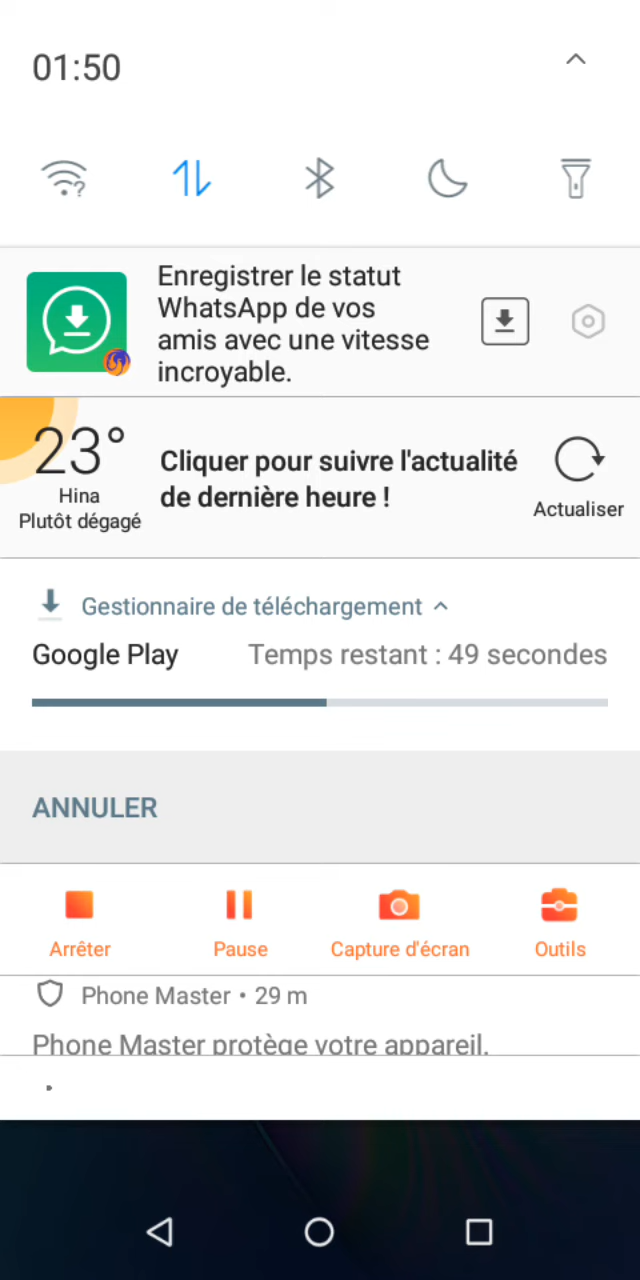 01:50
Enregistrer le statut
WhatsApp de vos
amis avec une vitesse
incroyable.
23°
Hina
Plutôt dégagé
Cliquer pour suivre l'actualité
de dernière heure !
Actualiser
Gestionnaire de téléchargement
Google Play
Temps restant : 49 secondes
ANNULER
Arrêter
Pause
Capture d'écran
Outils
Phone Master • 29 m
Phone Master protège votre appareil.